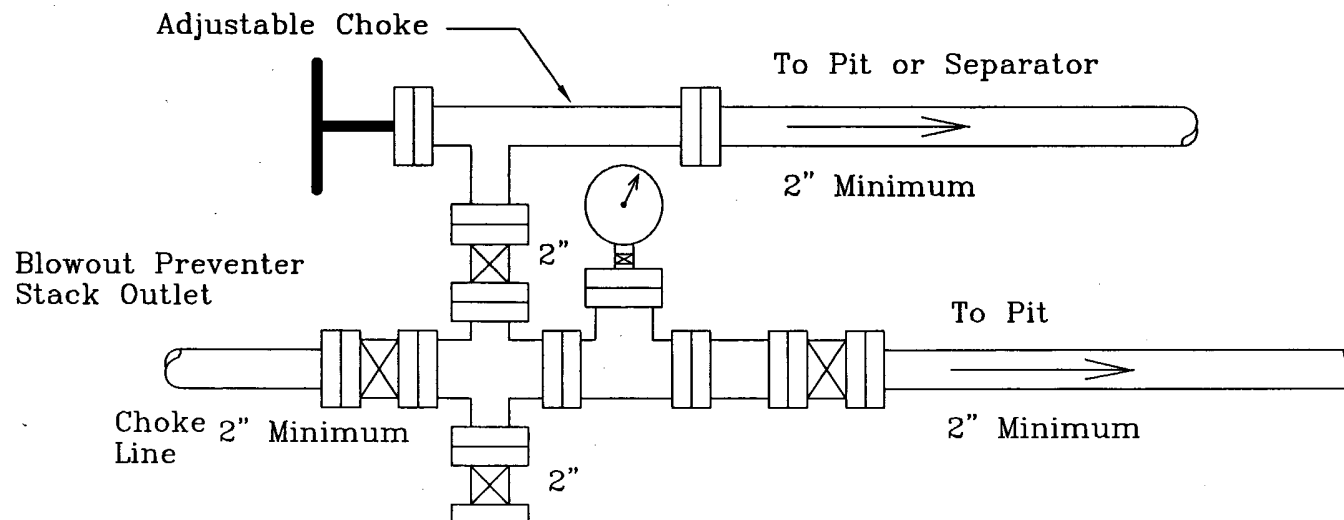 Adjustable Choke
To Pit or Separator
2" Minimum
2"
Blowout Preventer
Stack Outlet
To Pit
Choke
Line
2" Minimum
2" Minimum
2"